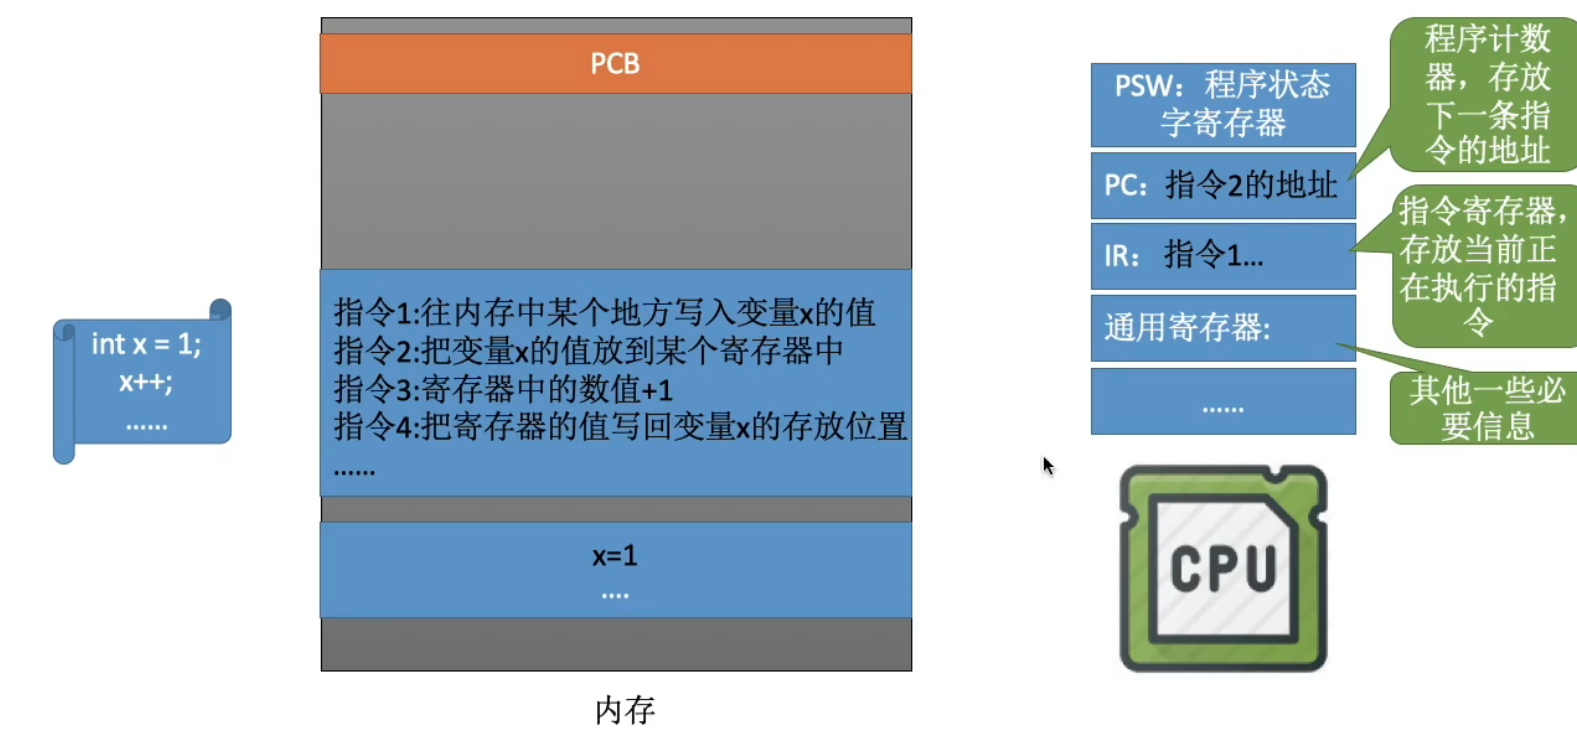 PCB
int x = 1;
x++;
......
指令1:往内存中某个地方写入变量x的值
指令2:把变量x的值放到某个寄存器中
指令3:寄存器中的数值+1
指令4:把寄存器的值写回变量x的存放位置
......
x=1
....
内存
PSW：程序状态
字寄存器
PC：指令2的地址
IR：指令1...
通用寄存器:
......
程序计数
器，存放
下一条指
令的地址
指令寄存器，
存放当前正
在执行的指
令
其他一些必
要信息
CPU